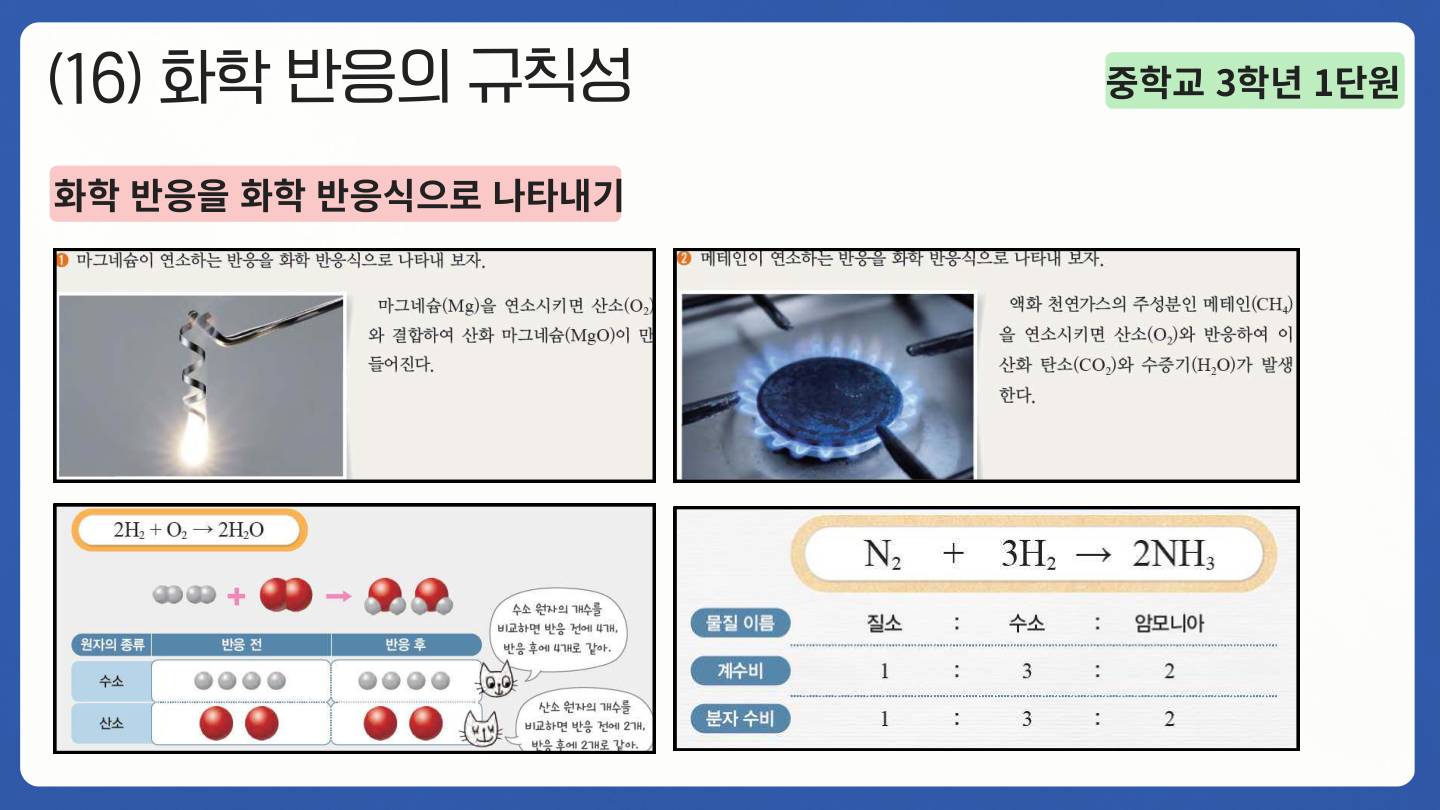 (16) 화학 반응의 규칙성
중학교 3학년 1단원
화학 반응을 화학 반응식으로 나타내기
1 마그네슘이 연소하는 반응을 화학 반응식으로 나타내 보자.
마그네슘(Mg)을 연소시키면 산소(O₂)
와 결합하여 산화 마그네슘(MgO)이 만
들어진다.
2 메테인이 연소하는 반응을 화학 반응식으로 나타내 보자.
액화 천연가스의 주성분인 메테인(CH₄)
을 연소시키면 산소(O₂)와 반응하여 이
산화 탄소(CO₂)와 수증기(H₂O)가 발생
한다.
2H₂ + O₂ → 2H₂O
+ →
수소 원자의 개수를
비교하면 반응 전에 4개,
반응 후에 4개로 같아.
원자의 종류 반응 전 반응 후
수소
산소
산소 원자의 개수를
비교하면 반응 전에 2개,
반응 후에 2개로 같아.
N₂ + 3H₂ → 2NH₃
물질 이름 질소 : 수소 : 암모니아
계수비 1 : 3 : 2
분자 수비 1 : 3 : 2